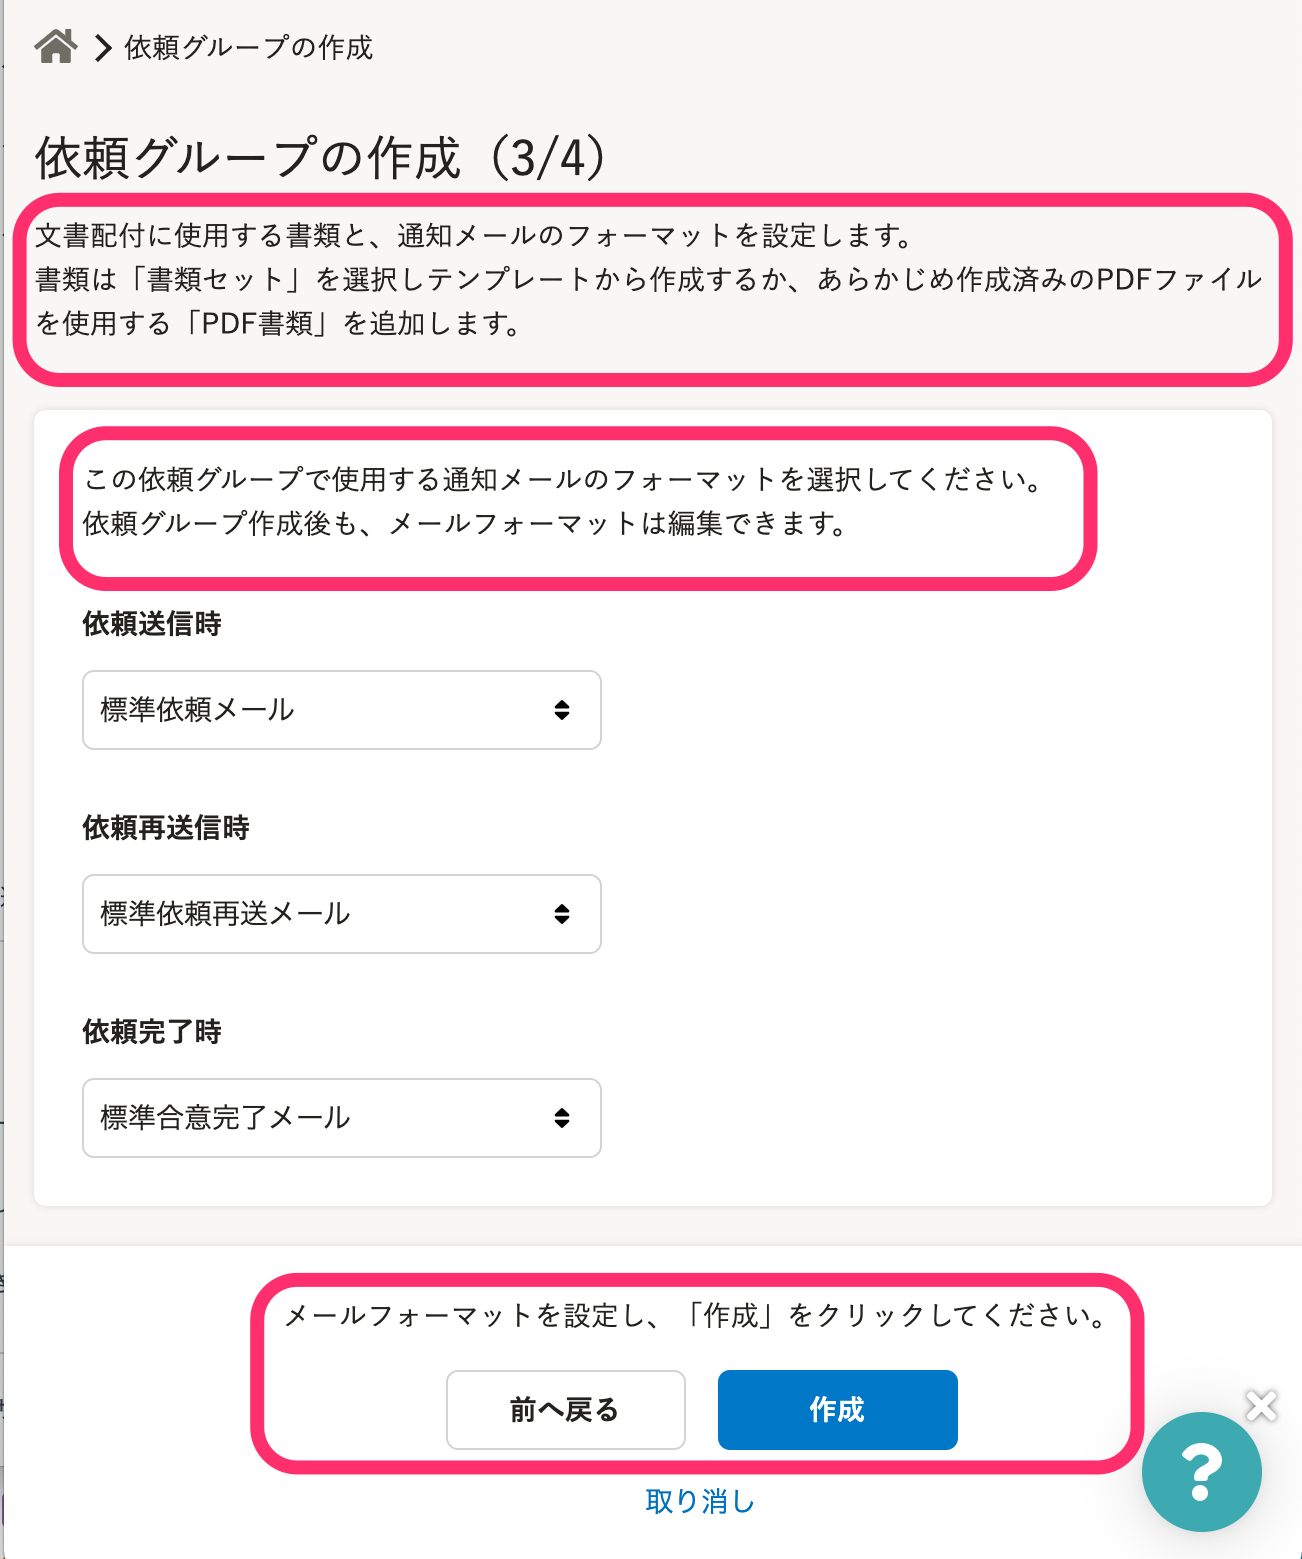 依頼グループの作成
依頼グループの作成（3/4）
文書配付に使用する書類と、通知メールのフォーマットを設定します。
書類は「書類セット」を選択しテンプレートから作成するか、あらかじめ作成済みのPDFファイル
を使用する「PDF書類」を追加します。
この依頼グループで使用する通知メールのフォーマットを選択してください。
依頼グループ作成後も、メールフォーマットは編集できます。
依頼送信時
標準依頼メール
依頼再送信時
標準依頼再送メール
依頼完了時
標準合意完了メール
メールフォーマットを設定し、「作成」をクリックしてください。
前へ戻る
作成
取り消し
?